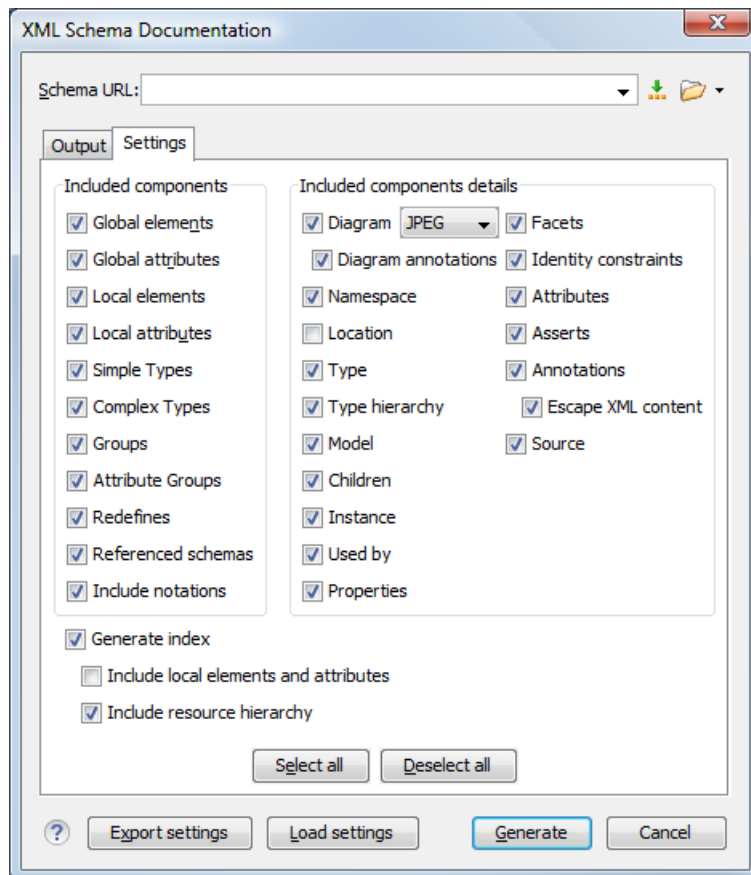 XML Schema Documentation
Schema URL:
Output Settings
Included components
Global elements
Global attributes
Local elements
Local attributes
Simple Types
Complex Types
Groups
Attribute Groups
Redefines
Referenced schemas
Include notations
Included components details
Diagram JPEG
Diagram annotations
Namespace
Location
Type
Type hierarchy
Model
Children
Instance
Used by
Properties
Facets
Identity constraints
Attributes
Asserts
Annotations
Escape XML content
Source
Generate index
Include local elements and attributes
Include resource hierarchy
Select all Deselect all
? Export settings Load settings Generate Cancel